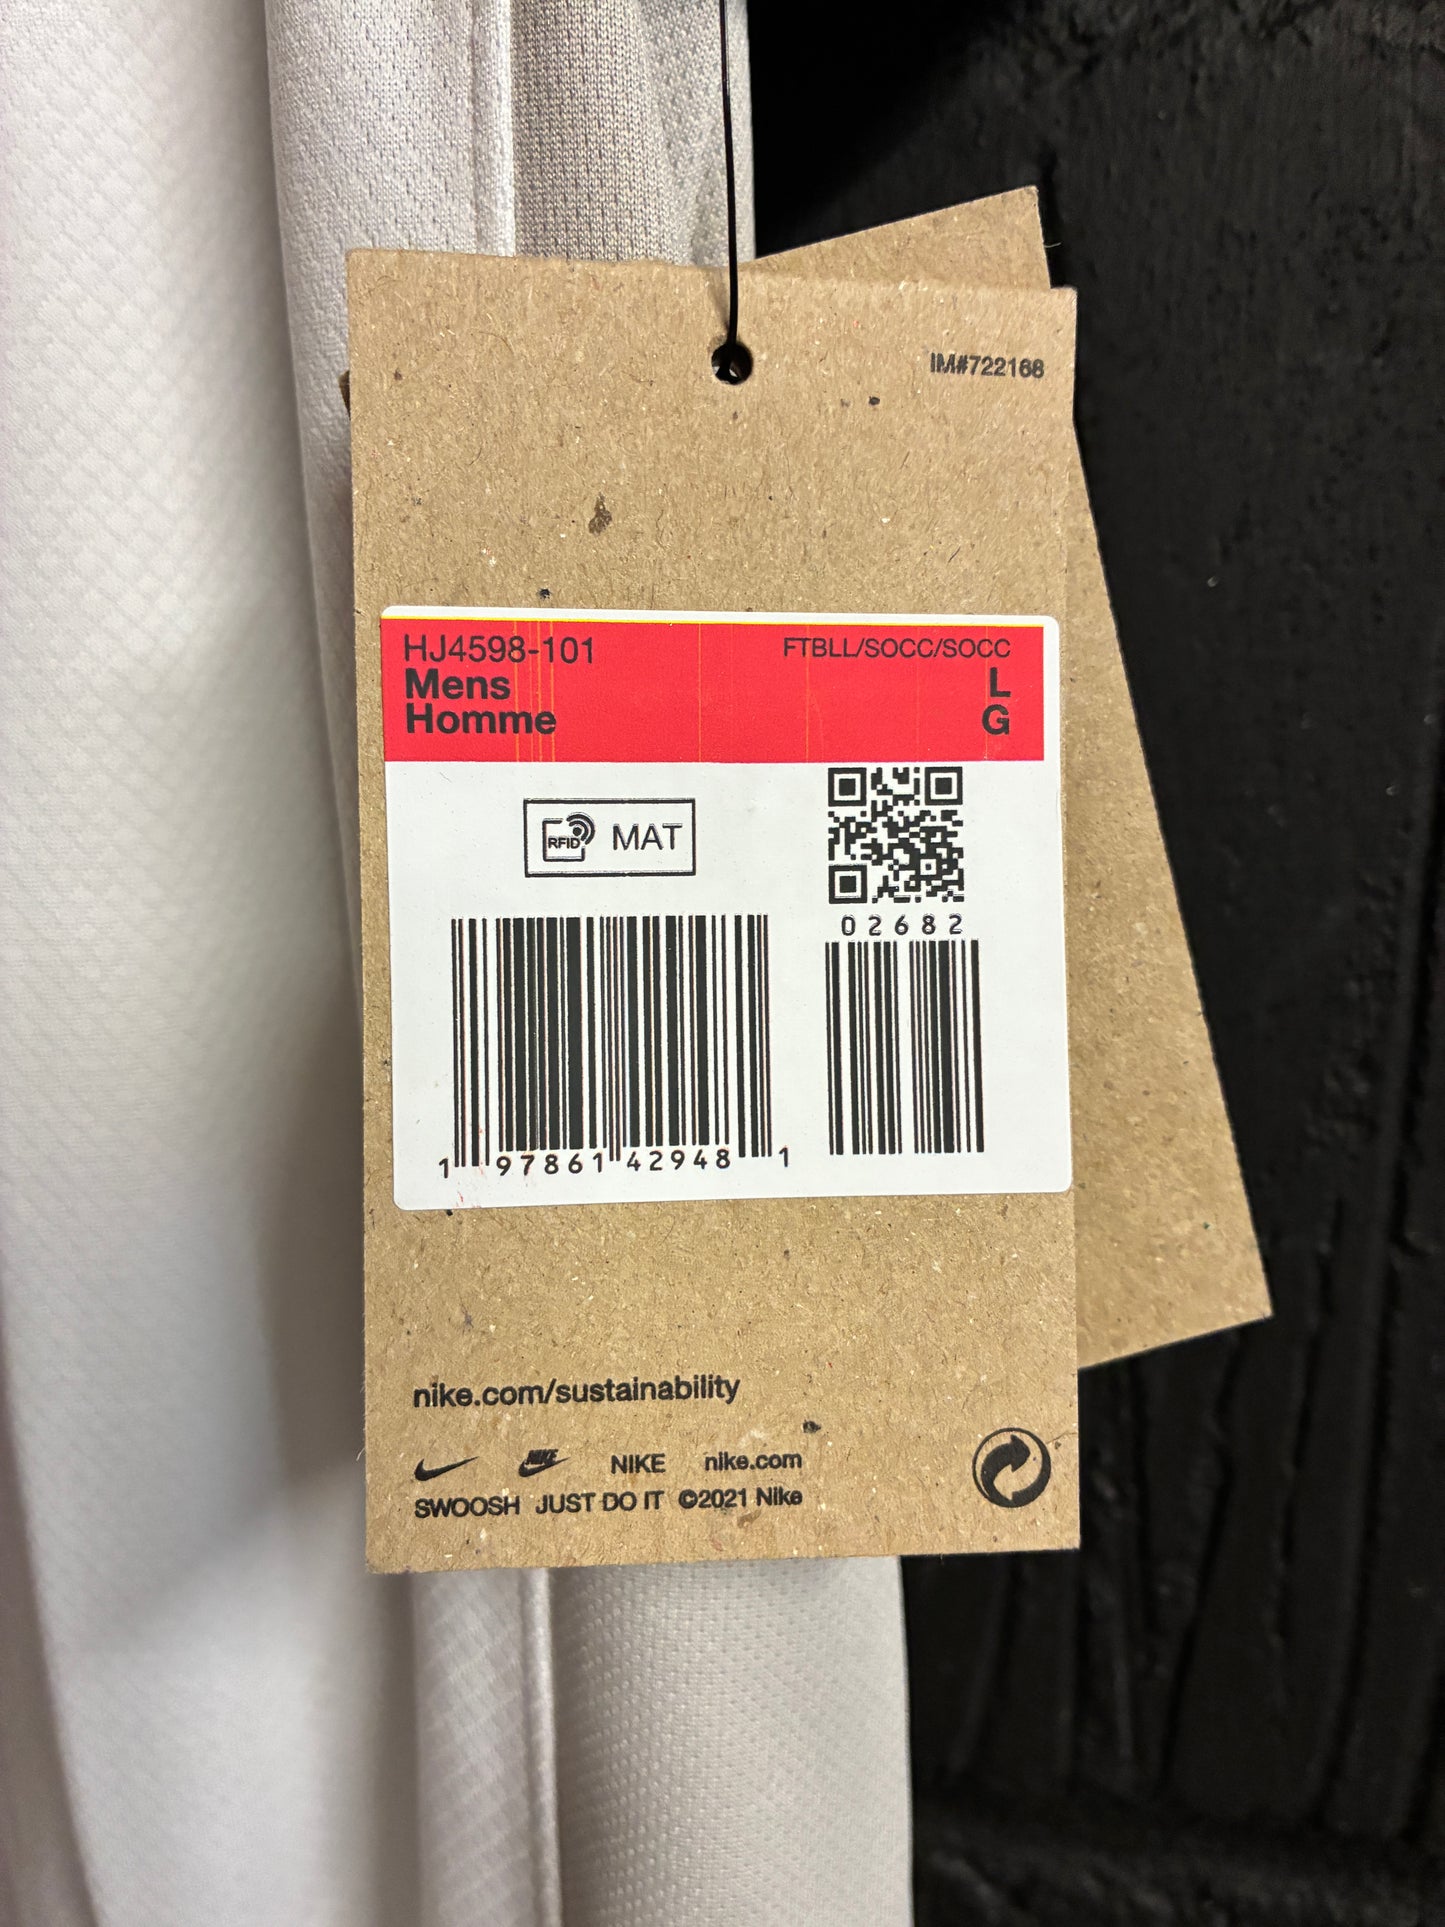 IM#722168
HJ4598-101 FTBLL/SOCC/SOCC
Mens L
Homme G
RFID MAT
02682
1 97861 42948 1
nike.com/sustainability
NIKE NIKE nike.com
SWOOSH JUST DO IT ©2021 Nike